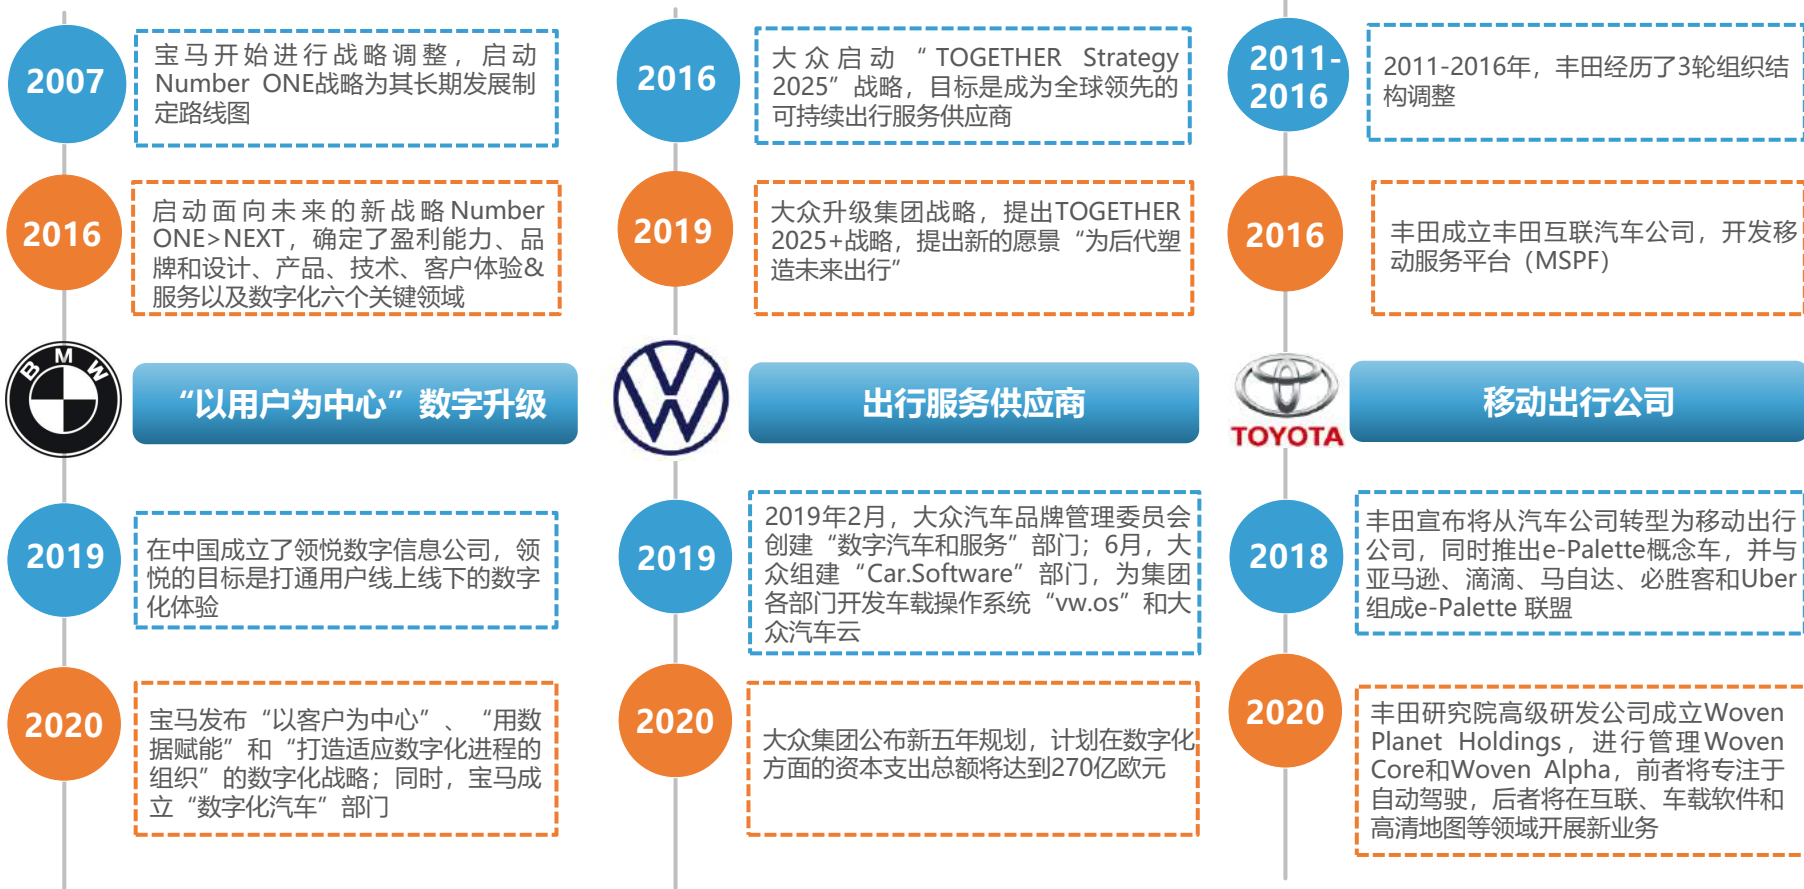 2007
宝马开始进行战略调整，启动
Number ONE战略为其长期发展制
定路线图
2016
启动面向未来的新战略Number
ONE>NEXT，确定了盈利能力、品
牌和设计、产品、技术、客户体验&
服务以及数字化六个关键领域
BMW
“以用户为中心”数字升级
2019
在中国成立了领悦数字信息公司，领
悦的目标是打通用户线上线下的数字
化体验
2020
宝马发布“以客户为中心”、“用数
据赋能”和“打造适应数字化进程的
组织”的数字化战略；同时，宝马成
立“数字化汽车”部门
2016
大众启动“TOGETHER Strategy
2025”战略，目标是成为全球领先的
可持续出行服务供应商
2019
大众升级集团战略，提出TOGETHER
2025+战略，提出新的愿景“为后代塑
造未来出行”
出行服务供应商
2019
2019年2月，大众汽车品牌管理委员会
创建“数字汽车和服务”部门；6月，大
众组建“Car.Software”部门，为集团
各部门开发车载操作系统“vw.os”和大
众汽车云
2020
大众集团公布新五年规划，计划在数字化
方面的资本支出总额将达到270亿欧元
2011-
2016
2011-2016年，丰田经历了3轮组织结
构调整
2016
丰田成立丰田互联汽车公司，开发移
动服务平台（MSPF）
TOYOTA
移动出行公司
2018
丰田宣布将从汽车公司转型为移动出行
公司，同时推出e-Palette概念车，并与
亚马逊、滴滴、马自达、必胜客和Uber
组成e-Palette 联盟
2020
丰田研究院高级研发公司成立Woven
Planet Holdings，进行管理Woven
Core和Woven Alpha，前者将专注于
自动驾驶，后者将在互联、车载软件和
高清地图等领域开展新业务